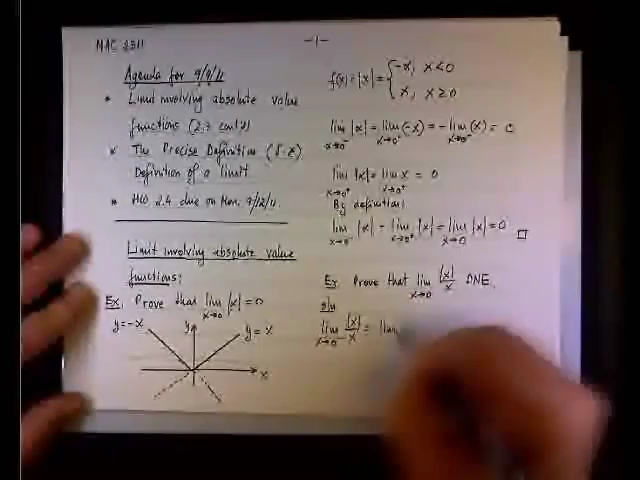 MAC 2311
-1-
Agenda for 9/9/11
* Limit involving absolute value
functions (2.3 cont'd)
* The Precise Definition (δ-ε)
Definition of a limit
* HW 2.4 due on Mon. 9/12/11.
Limit involving absolute value
functions:
Ex. Prove that lim |x| = 0
x→0
y=-x
y
y=x
x
f(x)=|x|= { -x, x<0
x, x≥0
lim |x| = lim (-x) = - lim (x) = 0
x→0⁻ x→0⁻ x→0⁻
lim |x| = lim x = 0
x→0⁺ x→0⁺
By definition:
lim |x| = lim |x| = lim |x| = 0 □
x→0⁻ x→0⁺ x→0
Ex. Prove that lim |x|/x DNE.
x→0
sln
lim |x|/x = lim
x→0⁻